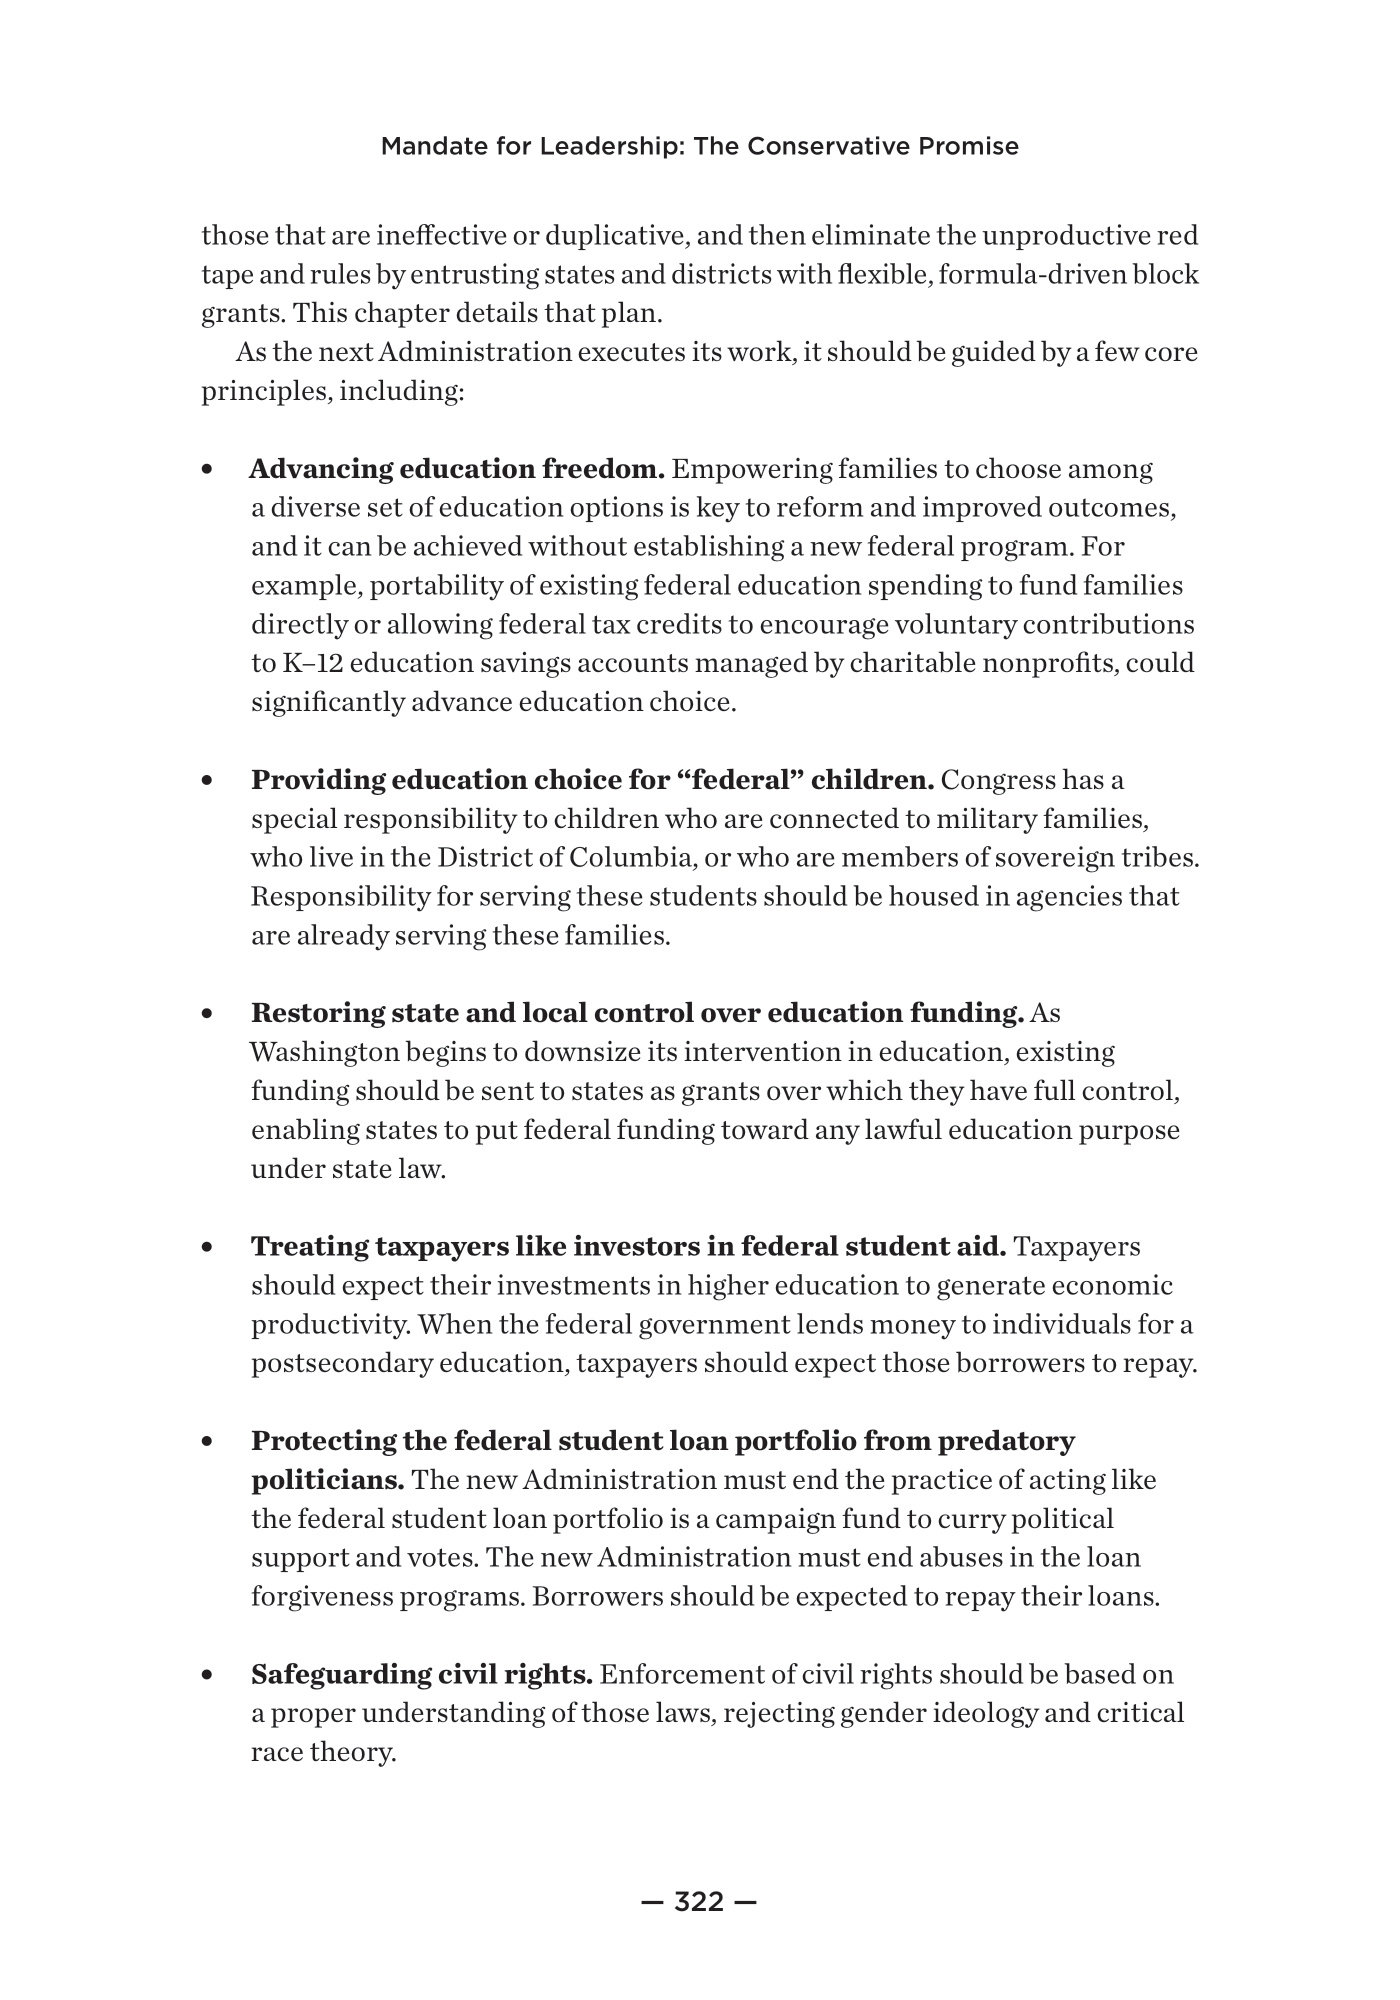 Mandate for Leadership: The Conservative Promise
those that are ineffective or duplicative, and then eliminate the unproductive red
tape and rules by entrusting states and districts with flexible, formula-driven block
grants. This chapter details that plan.
As the next Administration executes its work, it should be guided by a few core
principles, including:
• Advancing education freedom. Empowering families to choose among
a diverse set of education options is key to reform and improved outcomes,
and it can be achieved without establishing a new federal program. For
example, portability of existing federal education spending to fund families
directly or allowing federal tax credits to encourage voluntary contributions
to K–12 education savings accounts managed by charitable nonprofits, could
significantly advance education choice.
• Providing education choice for “federal” children. Congress has a
special responsibility to children who are connected to military families,
who live in the District of Columbia, or who are members of sovereign tribes.
Responsibility for serving these students should be housed in agencies that
are already serving these families.
• Restoring state and local control over education funding. As
Washington begins to downsize its intervention in education, existing
funding should be sent to states as grants over which they have full control,
enabling states to put federal funding toward any lawful education purpose
under state law.
• Treating taxpayers like investors in federal student aid. Taxpayers
should expect their investments in higher education to generate economic
productivity. When the federal government lends money to individuals for a
postsecondary education, taxpayers should expect those borrowers to repay.
• Protecting the federal student loan portfolio from predatory
politicians. The new Administration must end the practice of acting like
the federal student loan portfolio is a campaign fund to curry political
support and votes. The new Administration must end abuses in the loan
forgiveness programs. Borrowers should be expected to repay their loans.
• Safeguarding civil rights. Enforcement of civil rights should be based on
a proper understanding of those laws, rejecting gender ideology and critical
race theory.
— 322 —